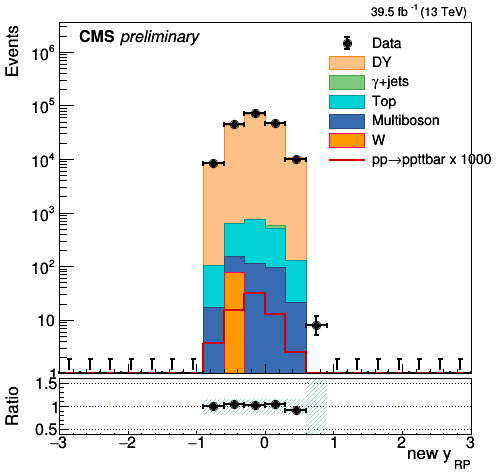 39.5 fb⁻¹ (13 TeV)
CMS preliminary
Events
10⁶
10⁵
10⁴
10³
10²
10
1
Data
DY
γ+jets
Top
Multiboson
W
pp→ppttbar x 1000
Ratio
1.5
1
0.5
−3 −2 −1 0 1 2 3
new y_RP